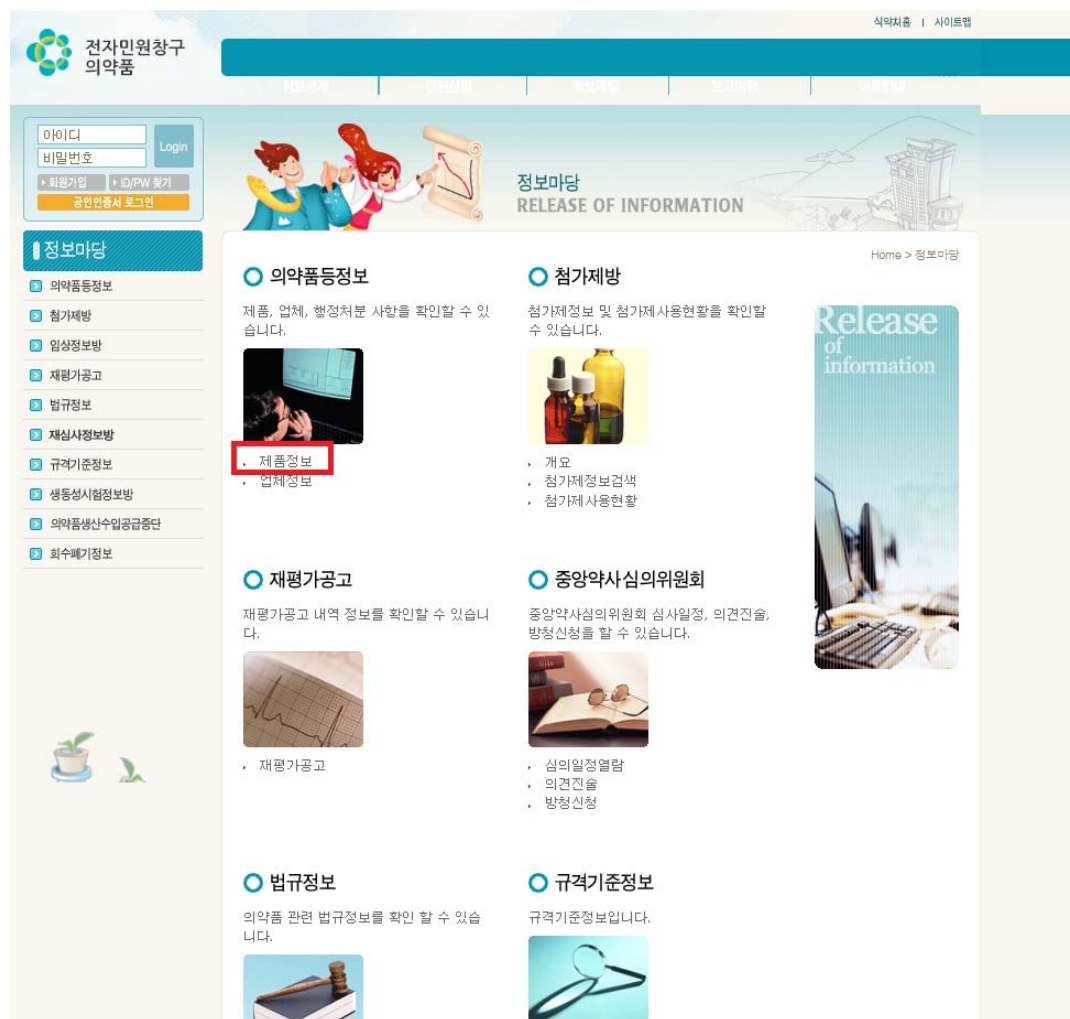 식약처홈 | 사이트맵
전자민원창구
의약품
아이디
비밀번호
Login
회원가입
ID/PW 찾기
공인인증서 로그인
정보마당
RELEASE OF INFORMATION
정보마당
의약품등정보
첨가제방
임상정보방
재평가공고
법규정보
재심사정보방
규격기준정보
생동성시험정보방
의약품생산수입공급중단
회수폐기정보
Home > 정보마당
의약품등정보
제품, 업체, 행정처분 사항을 확인할 수 있
습니다.
제품정보
업체정보
첨가제방
첨가제정보 및 첨가제사용현황을 확인할
수 있습니다.
개요
첨가제정보검색
첨가제사용현황
Release
of
information
재평가공고
재평가공고 내역 정보를 확인할 수 있습니
다.
재평가공고
중앙약사심의위원회
중앙약사심의위원회 심사일정, 의견진술,
방청신청을 할 수 있습니다.
심의일정열람
의견진술
방청신청
법규정보
의약품 관련 법규정보를 확인 할 수 있습
니다.
규격기준정보
규격기준정보입니다.